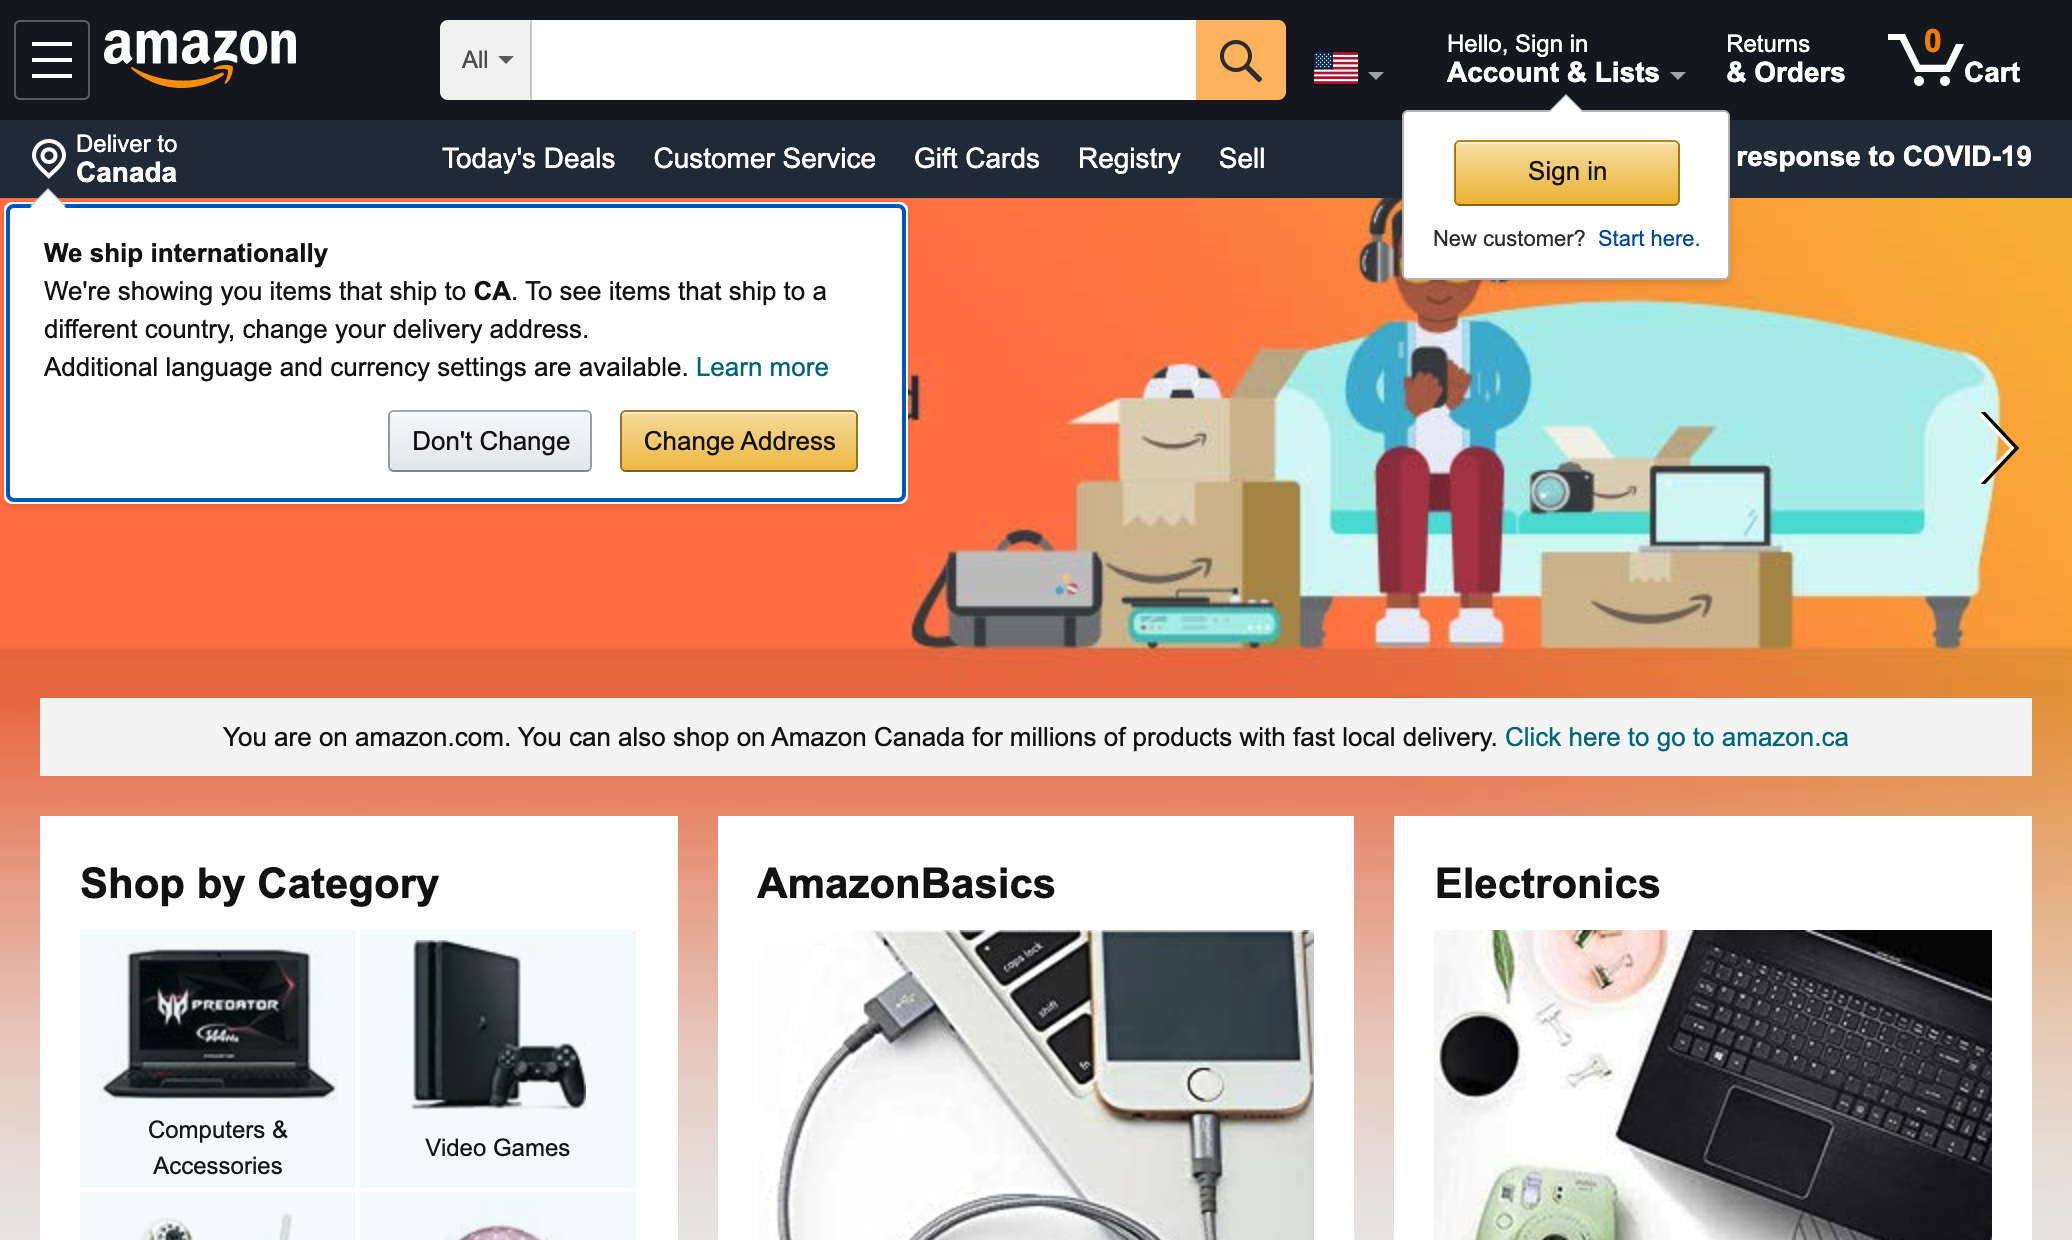 amazon
All
Hello, Sign in
Account & Lists
Returns
& Orders
0
Cart
Deliver to
Canada
Today's Deals
Customer Service
Gift Cards
Registry
Sell
response to COVID-19
Sign in
New customer? Start here.
We ship internationally
We're showing you items that ship to CA. To see items that ship to a
different country, change your delivery address.
Additional language and currency settings are available. Learn more
Don't Change
Change Address
d
You are on amazon.com. You can also shop on Amazon Canada for millions of products with fast local delivery. Click here to go to amazon.ca
Shop by Category
AmazonBasics
Electronics
PREDATOR
Computers &
Accessories
Video Games
caps lock
shift
fn